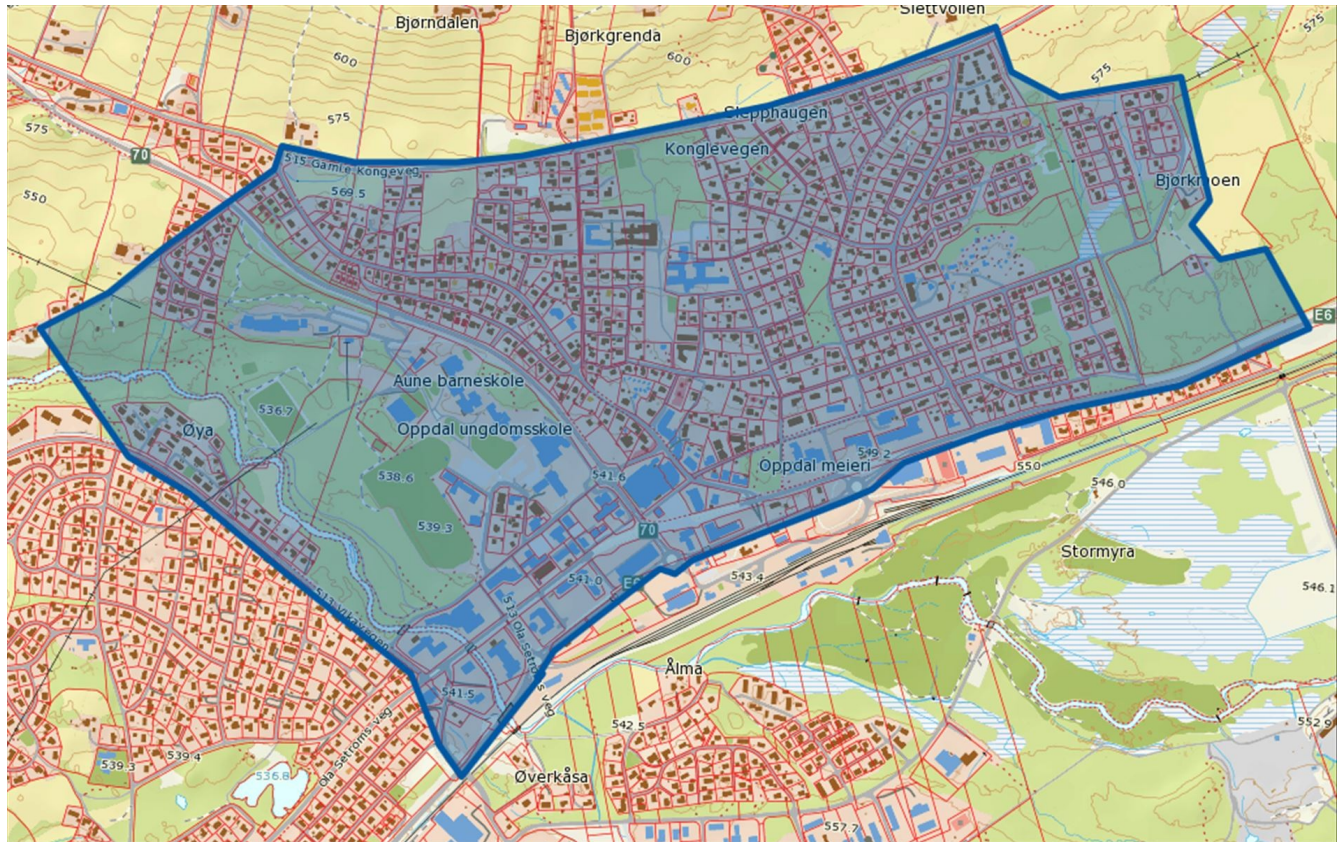 Slettvollen
Bjørndalen
Bjørkgrenda
600
600
575
575
575
575
Slepphaugen
Konglevegen
70
515 Gamle Kongeveg
569.5
Bjørkmoen
550
E6
Aune barneskole
536.7
Oppdal ungdomsskole
Øya
549.2
Oppdal meieri
538.6
541.6
550
546.0
539.3
70
Stormyra
541.0
E6
543.4
546.1
513 Vikavegen
513 Ola Setroms veg
Ålma
541.5
542.5
Ola Setroms veg
552.9
539.4
539.3
536.8
Øverkåsa
557.7